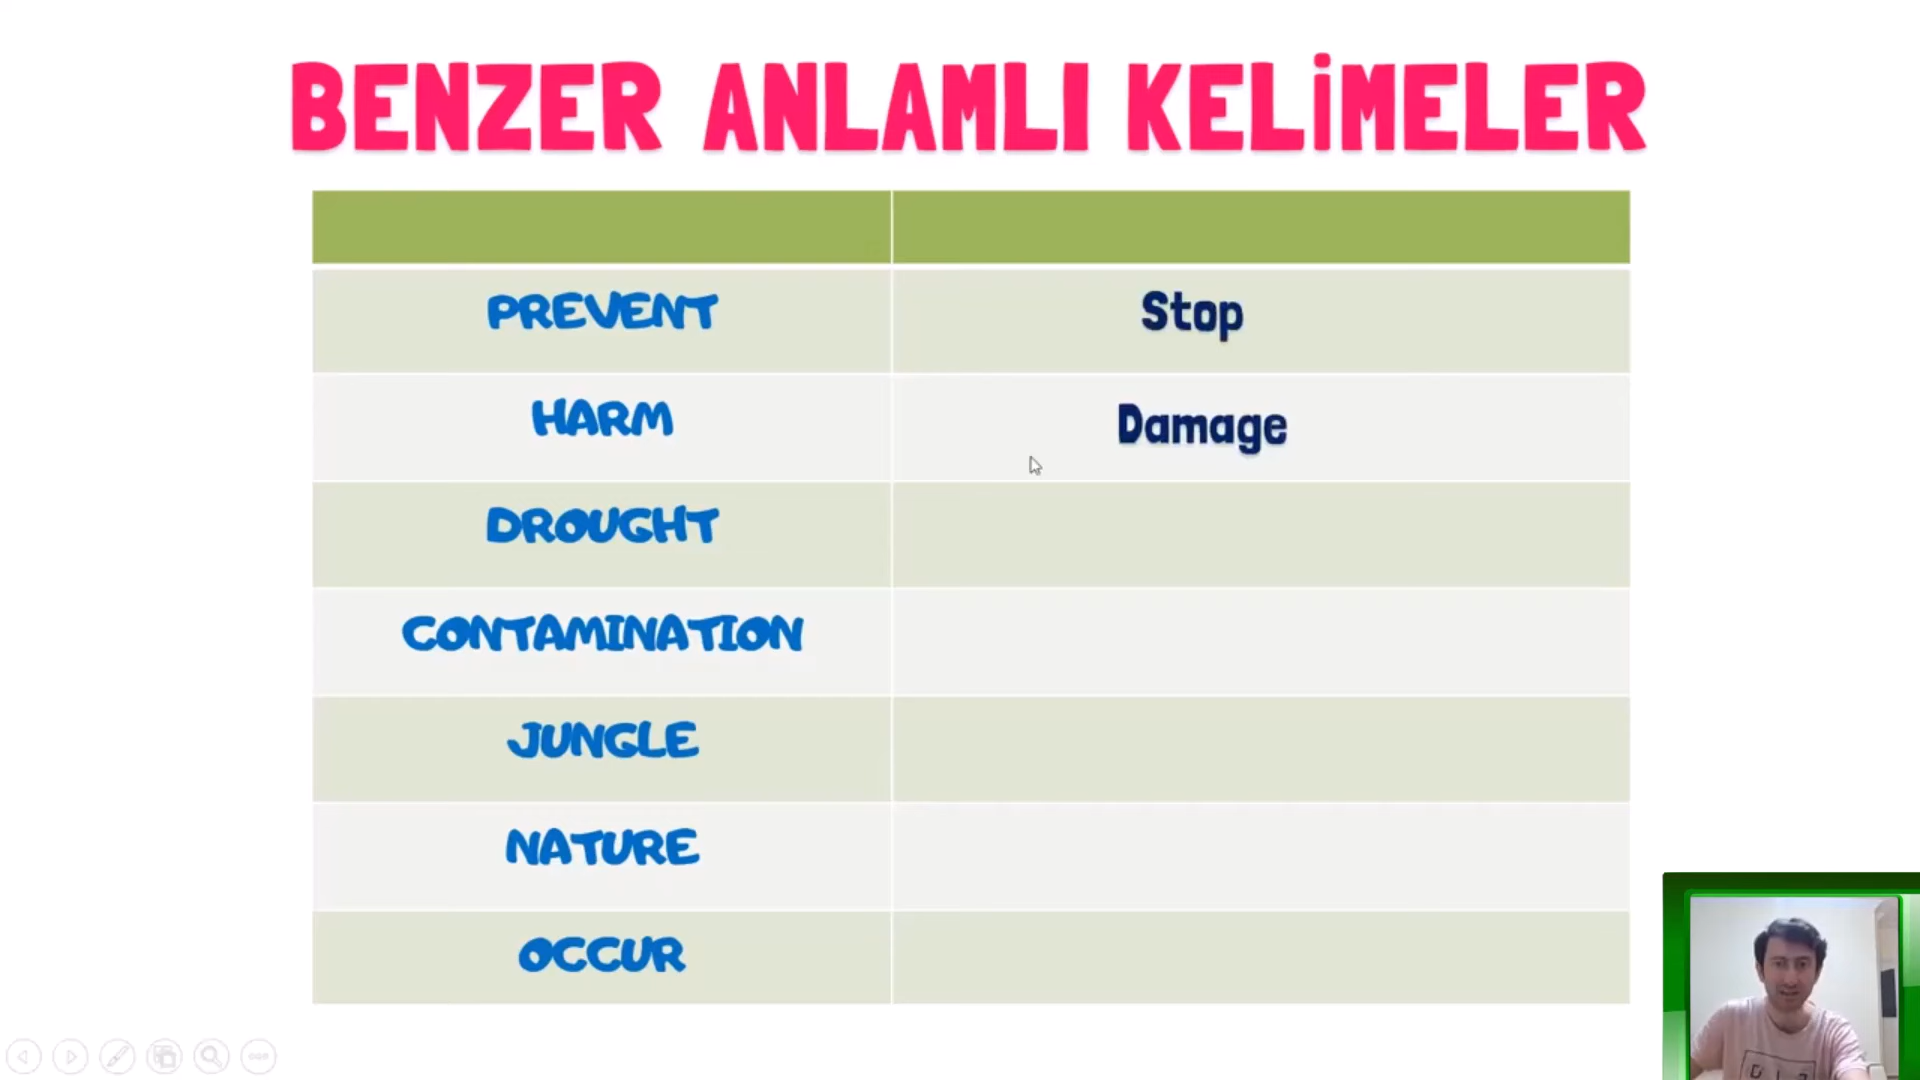 BENZER ANLAMLI KELİMELER
PREVENT Stop
HARM Damage
DROUGHT
CONTAMINATION
JUNGLE
NATURE
OCCUR